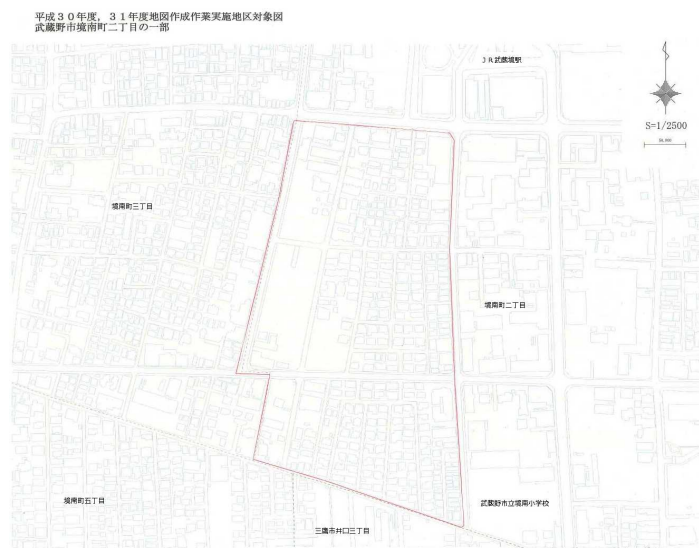 平成３０年度，３１年度地図作成作業実施地区対象図
武蔵野市境南町二丁目の一部
ＪＲ武蔵境駅
S=1/2500
境南町三丁目
境南町二丁目
境南町五丁目
武蔵野市立境南小学校
三鷹市井口三丁目